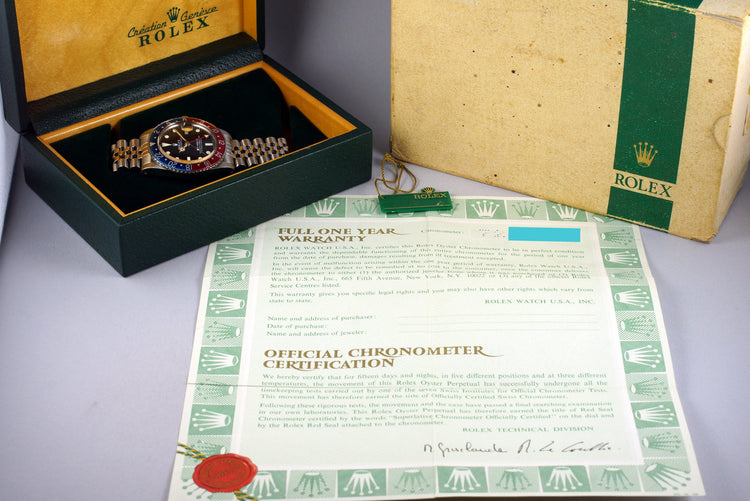 Création Genève
ROLEX
ROLEX
ROLEX
FULL ONE YEAR
WARRANTY
Chronometer
ROLEX WATCH U.S.A., Inc. certifies this Rolex Oyster Chronometer to be in perfect condition
and warrants the dependable functioning of this entire chronometer for the period of one year
from the date of purchase, damages resulting from ill treatment excepted.
In the event of malfunction arising within the one year period of this warranty, Rolex Watch U.S.A.,
Inc. will cause the defect to be remedied at no cost to the consumer, once the consumer delivers
the chronometer to either (1) the authorized jeweler from whom it was purchased or (2) Rolex
Watch U.S.A., Inc., 665 Fifth Avenue, New York, N.Y.
Service Centres listed.
This warranty gives you specific legal rights and you may also have other rights which vary from
state to state.
ROLEX WATCH U.S.A., INC.
Name and address of purchaser:
Date of purchase:
Name and address of jeweler:
OFFICIAL CHRONOMETER
CERTIFICATION
We hereby certify that for fifteen days and nights, in five different positions and at three different
temperatures, the movement of this Rolex Oyster Perpetual has successfully undergone all the
timekeeping tests carried out by one of the seven Swiss Institutes for Official Chronometer Tests.
This movement has therefore earned the title of Officially Certified Swiss Chronometer.
Following these rigorous tests, the movement and the case have passed a final searching examination
in our own laboratories. This Rolex Oyster Perpetual has therefore earned the title of Red Seal
Chronometer certified by the words "Superlative Chronometer Officially Certified" on the dial and
by the Rolex Red Seal attached to the chronometer.
ROLEX TECHNICAL DIVISION